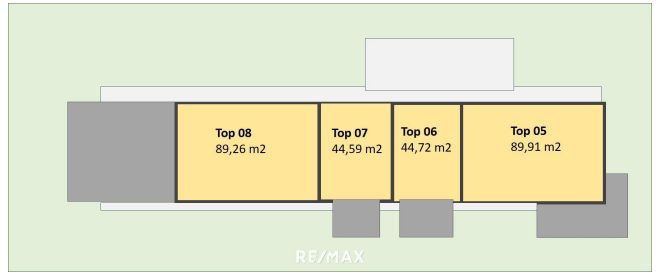 Top 08
89,26 m2
Top 07
44,59 m2
Top 06
44,72 m2
Top 05
89,91 m2
RE/MAX